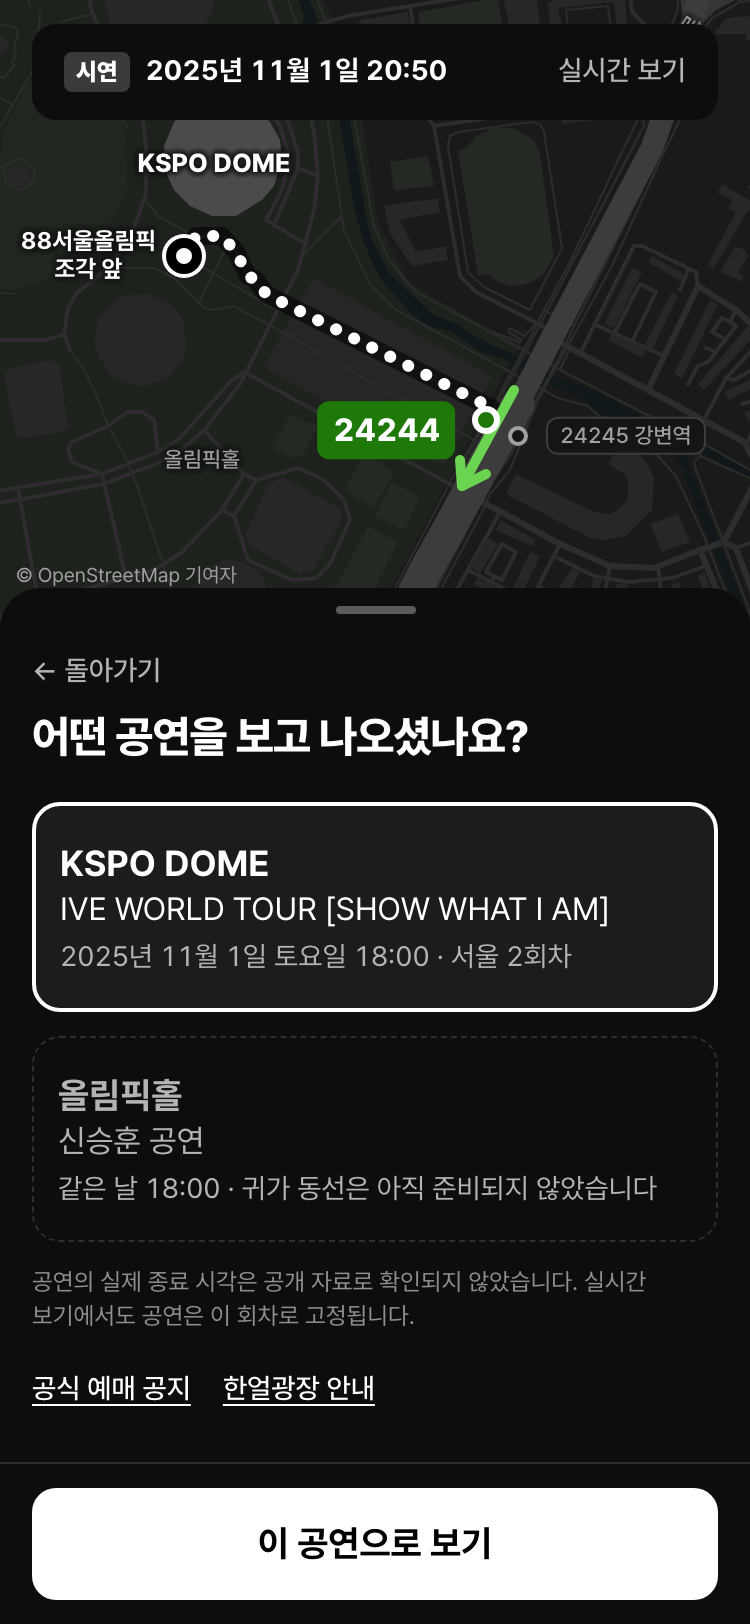 시연 2025년 11월 1일 20:50 실시간 보기
KSPO DOME
88서울올림픽
조각 앞
24244
24245 강변역
올림픽홀
© OpenStreetMap 기여자
← 돌아가기
어떤 공연을 보고 나오셨나요?
KSPO DOME
IVE WORLD TOUR [SHOW WHAT I AM]
2025년 11월 1일 토요일 18:00 · 서울 2회차
올림픽홀
신승훈 공연
같은 날 18:00 · 귀가 동선은 아직 준비되지 않았습니다
공연의 실제 종료 시각은 공개 자료로 확인되지 않았습니다. 실시간
보기에서도 공연은 이 회차로 고정됩니다.
공식 예매 공지 한얼광장 안내
이 공연으로 보기